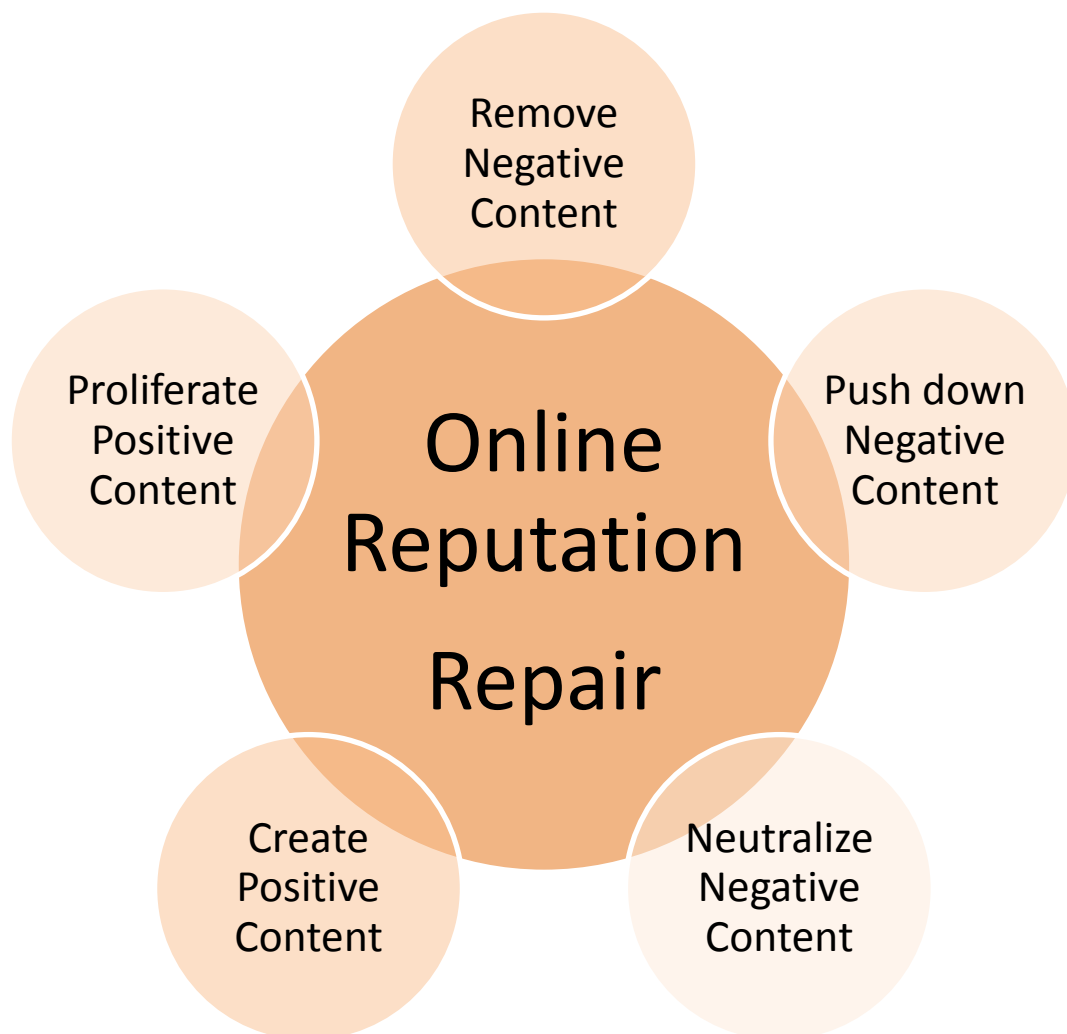 Remove
Negative
Content
Push down
Negative
Content
Neutralize
Negative
Content
Create
Positive
Content
Proliferate
Positive
Content
Online
Reputation
Repair